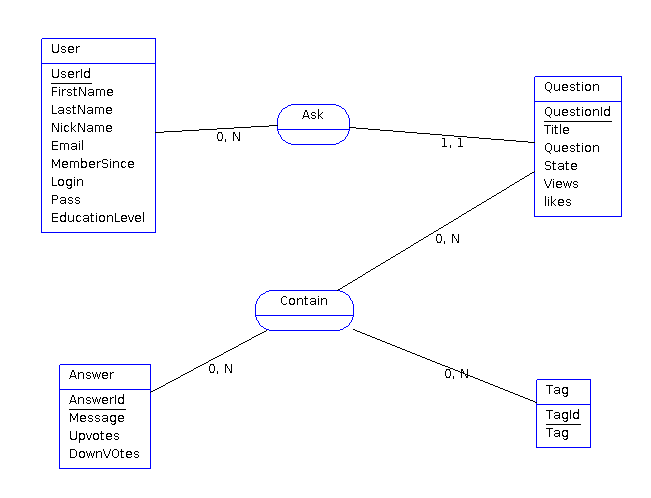 User
UserId
FirstName
LastName
NickName
Email
MemberSince
Login
Pass
EducationLevel
0, N
Ask
1, 1
Question
QuestionId
Title
Question
State
Views
likes
0, N
Contain
0, N
0, N
Answer
AnswerId
Message
Upvotes
DownVOtes
Tag
TagId
Tag